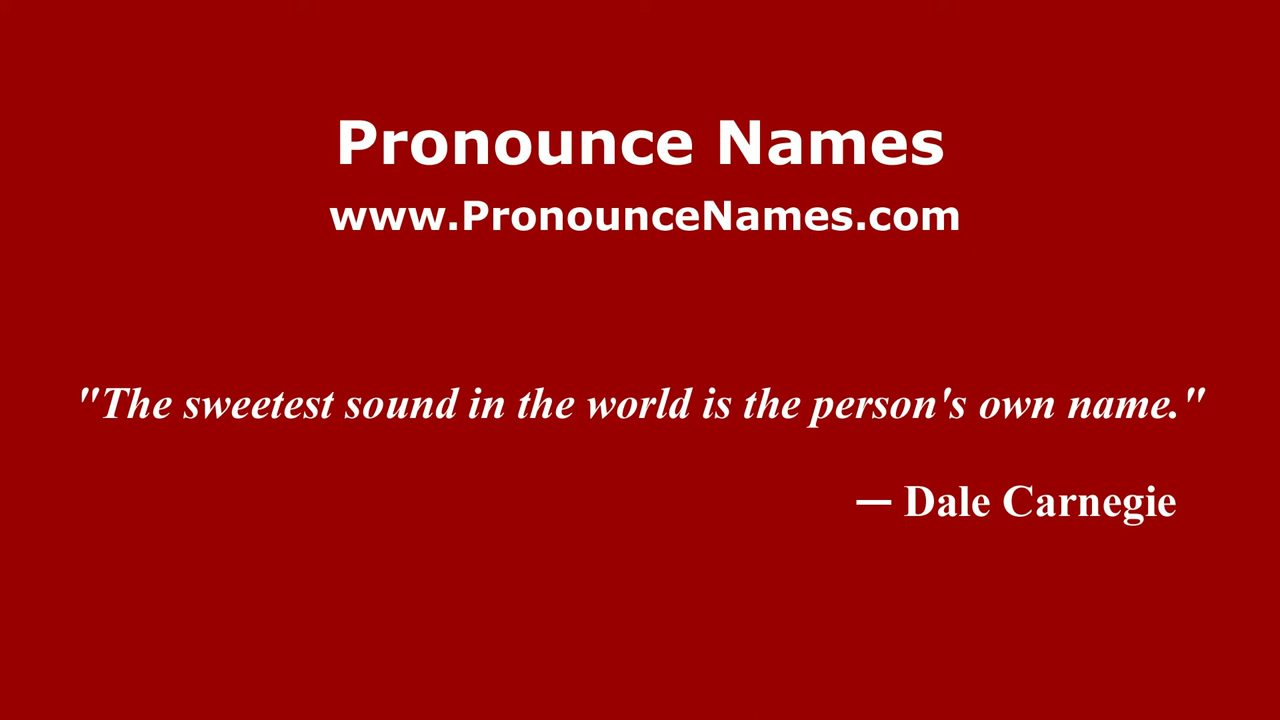 Pronounce Names
www.PronounceNames.com
"The sweetest sound in the world is the person's own name."
— Dale Carnegie